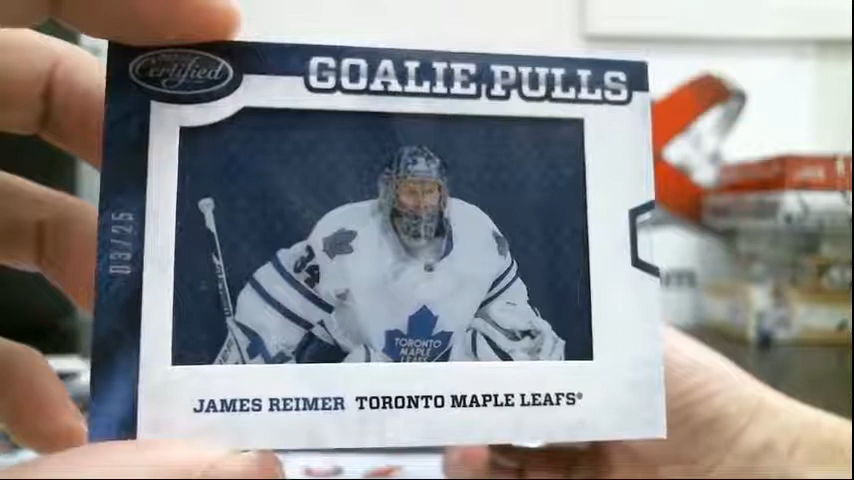 Certified
GOALIE PULLS
03/25
34
TORONTO
MAPLE
LEAFS
JAMES REIMER TORONTO MAPLE LEAFS®